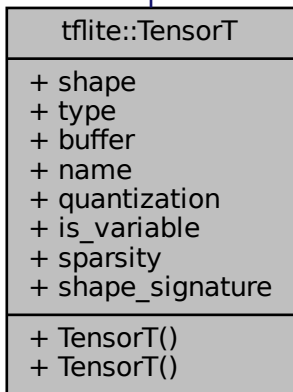 tflite::TensorT
+ shape
+ type
+ buffer
+ name
+ quantization
+ is_variable
+ sparsity
+ shape_signature
+ TensorT()
+ TensorT()